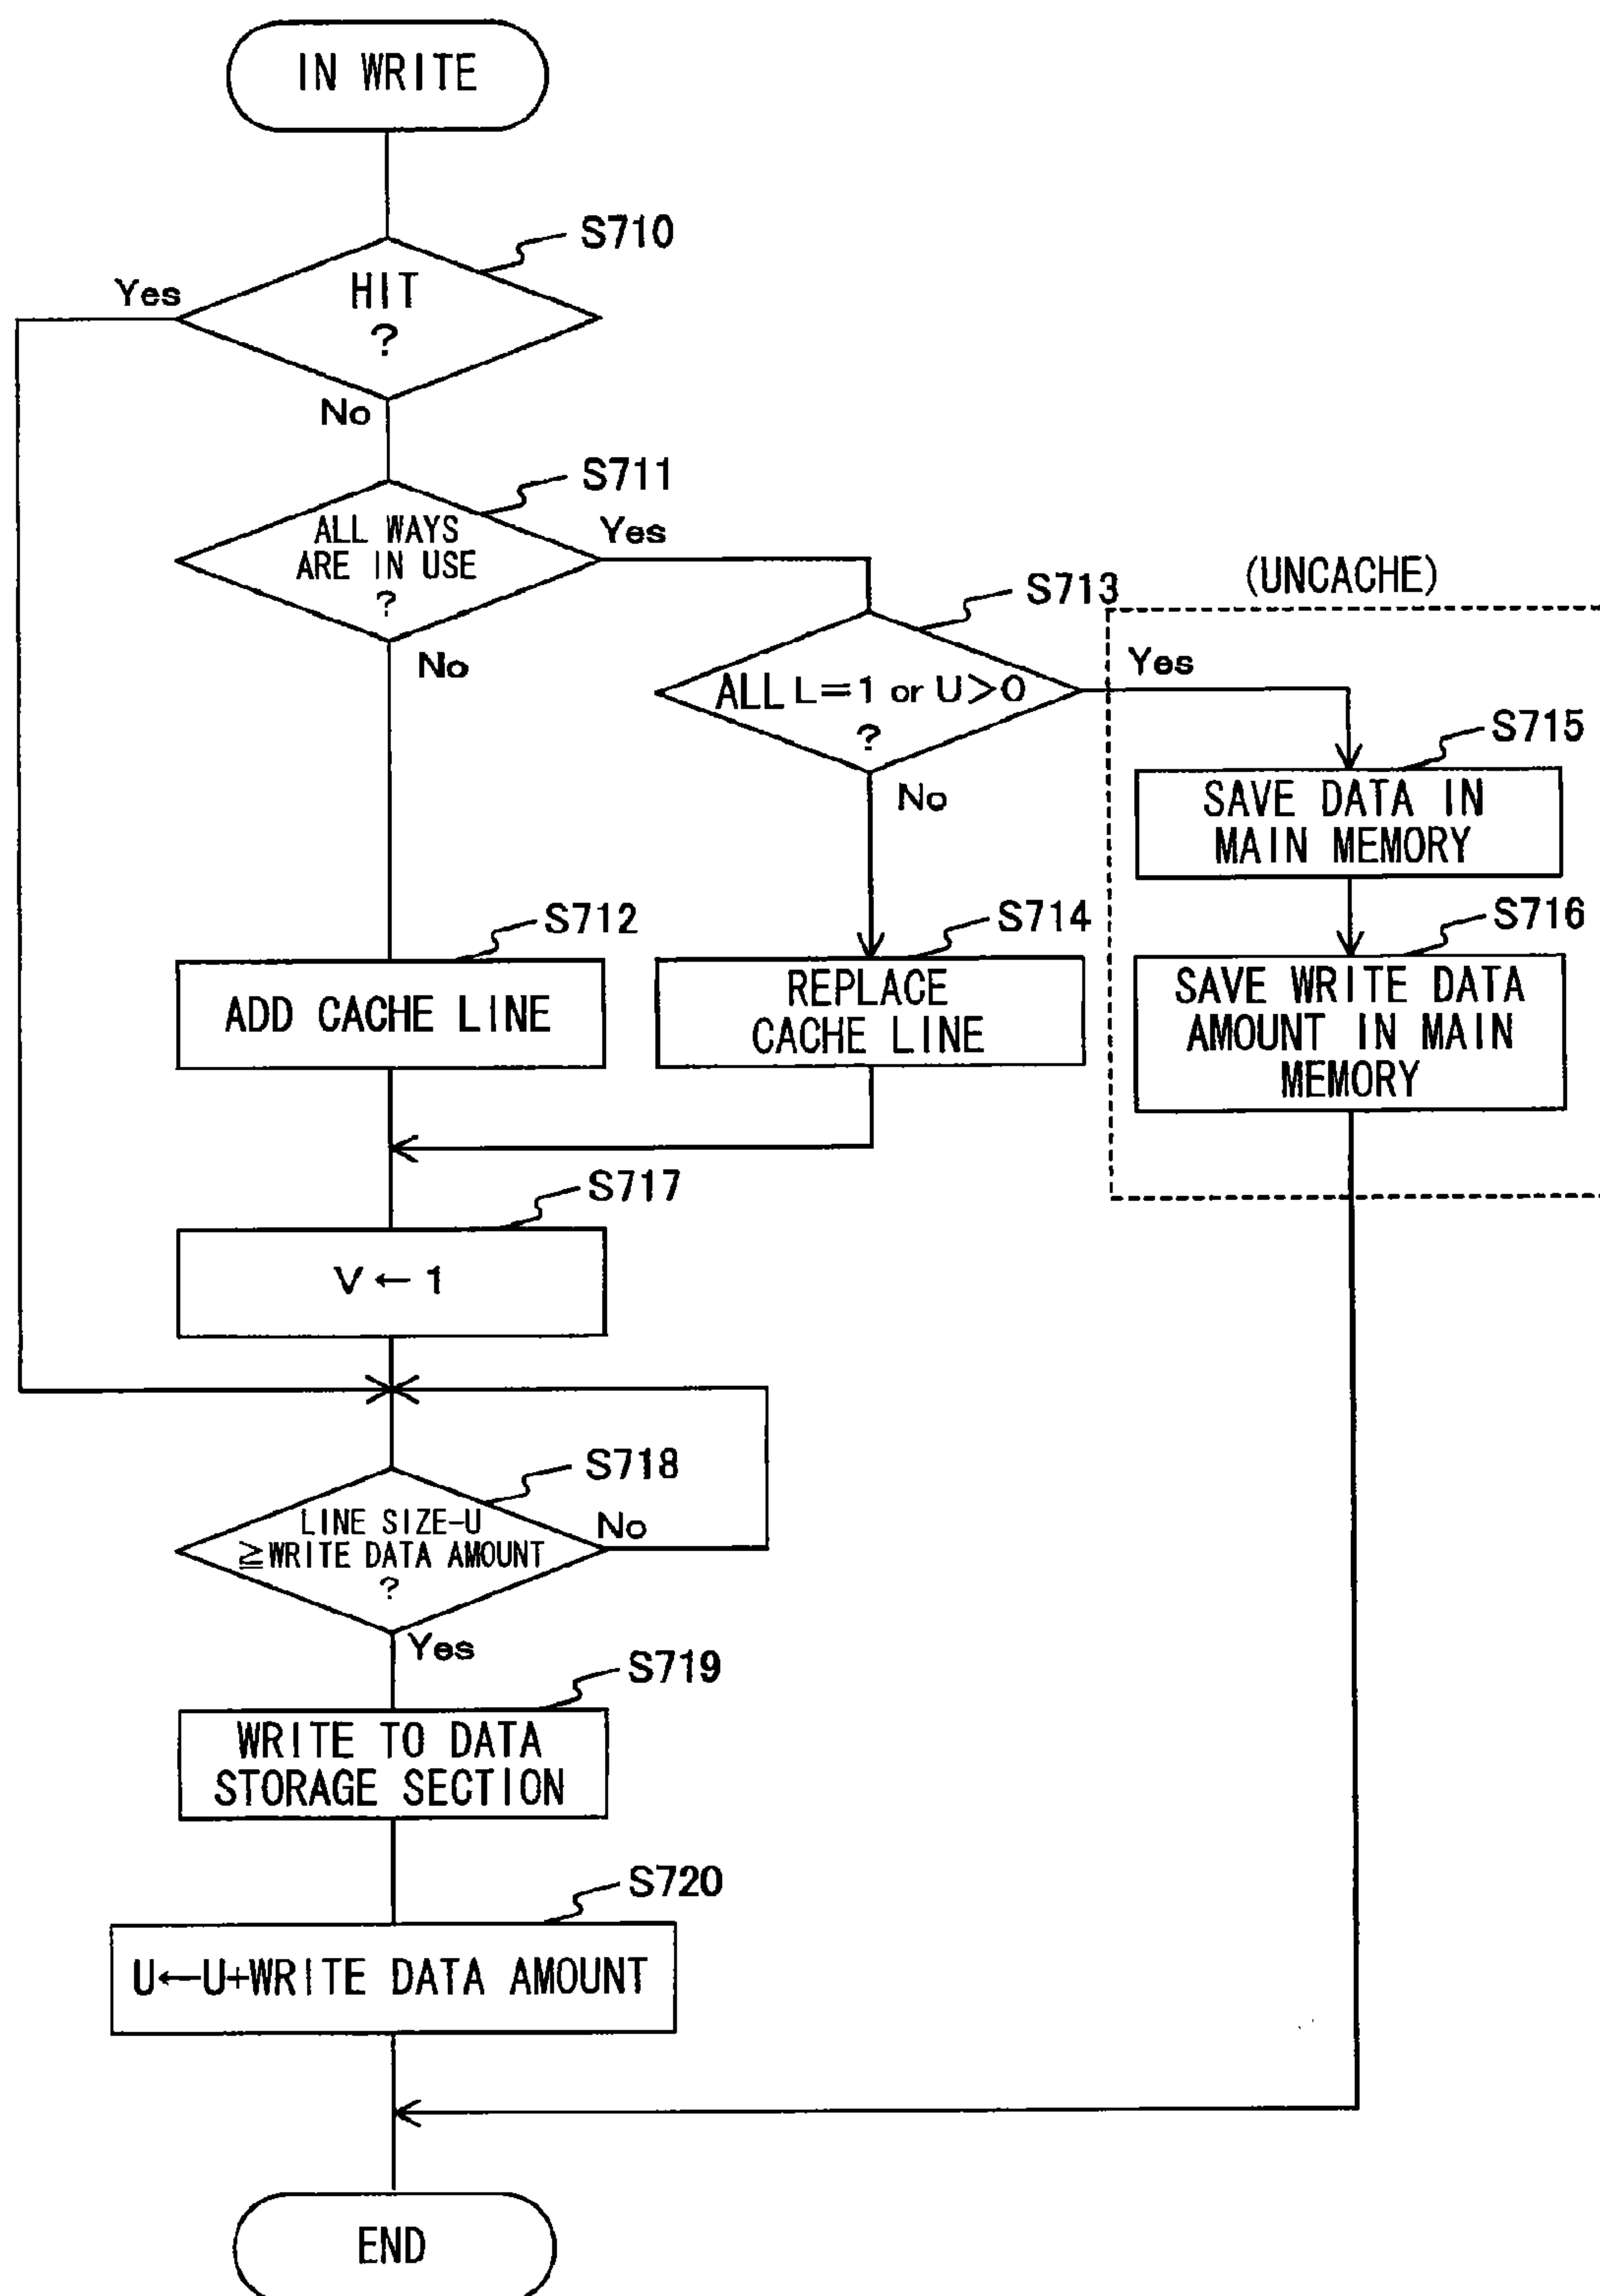 IN WRITE
S710
Yes
HIT
?
No
S711
ALL WAYS
ARE IN USE
?
Yes
No
S713
(UNCACHE)
ALL L=1 or U>0
?
Yes
No
S715
SAVE DATA IN
MAIN MEMORY
S712
ADD CACHE LINE
S714
REPLACE
CACHE LINE
S716
SAVE WRITE DATA
AMOUNT IN MAIN
MEMORY
S717
V←1
S718
LINE SIZE-U
≧WRITE DATA AMOUNT
?
No
Yes
S719
WRITE TO DATA
STORAGE SECTION
S720
U←U+WRITE DATA AMOUNT
END